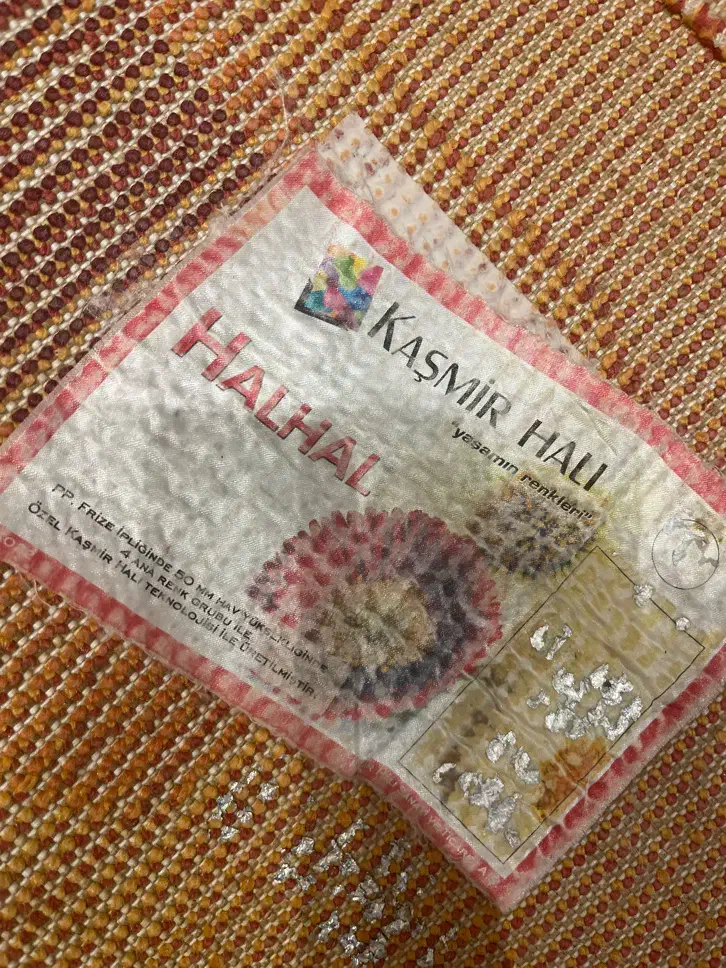 KAŞMİR HALI
"yaşamın renkleri"
HALHAL
PP. FRİZE İPLİĞİNDE 50 MM HAV YÜKSEKLİĞİNDE
4 ANA RENK GRUBU İLE,
ÖZEL KAŞMİR HALI TEKNOLOJİSİ İLE ÜRETİLMİŞTİR.